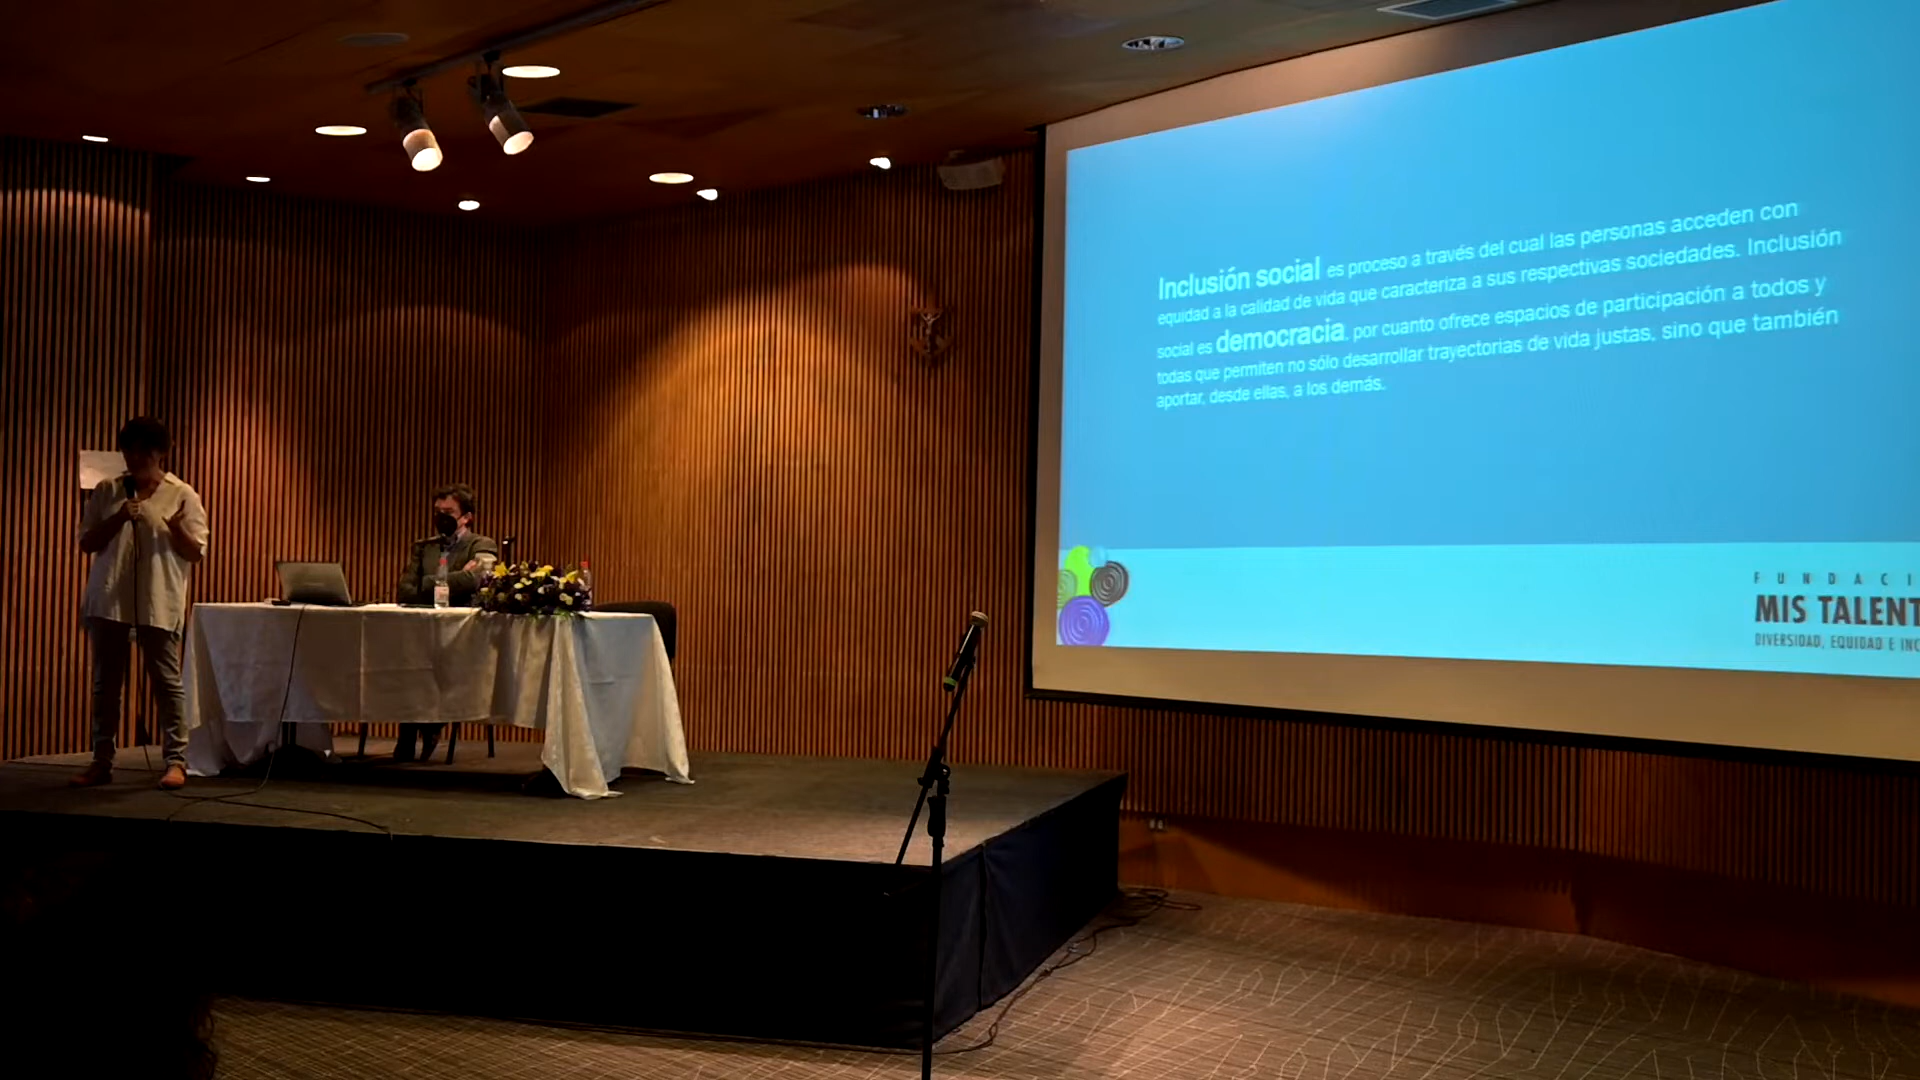 Inclusión social es proceso a través del cual las personas acceden con
equidad a la calidad de vida que caracteriza a sus respectivas sociedades. Inclusión
social es democracia, por cuanto ofrece espacios de participación a todos y
todas que permiten no sólo desarrollar trayectorias de vida justas, sino que también
aportar, desde ellas, a los demás.
FUNDACI
MIS TALENT
DIVERSIDAD, EQUIDAD E INC